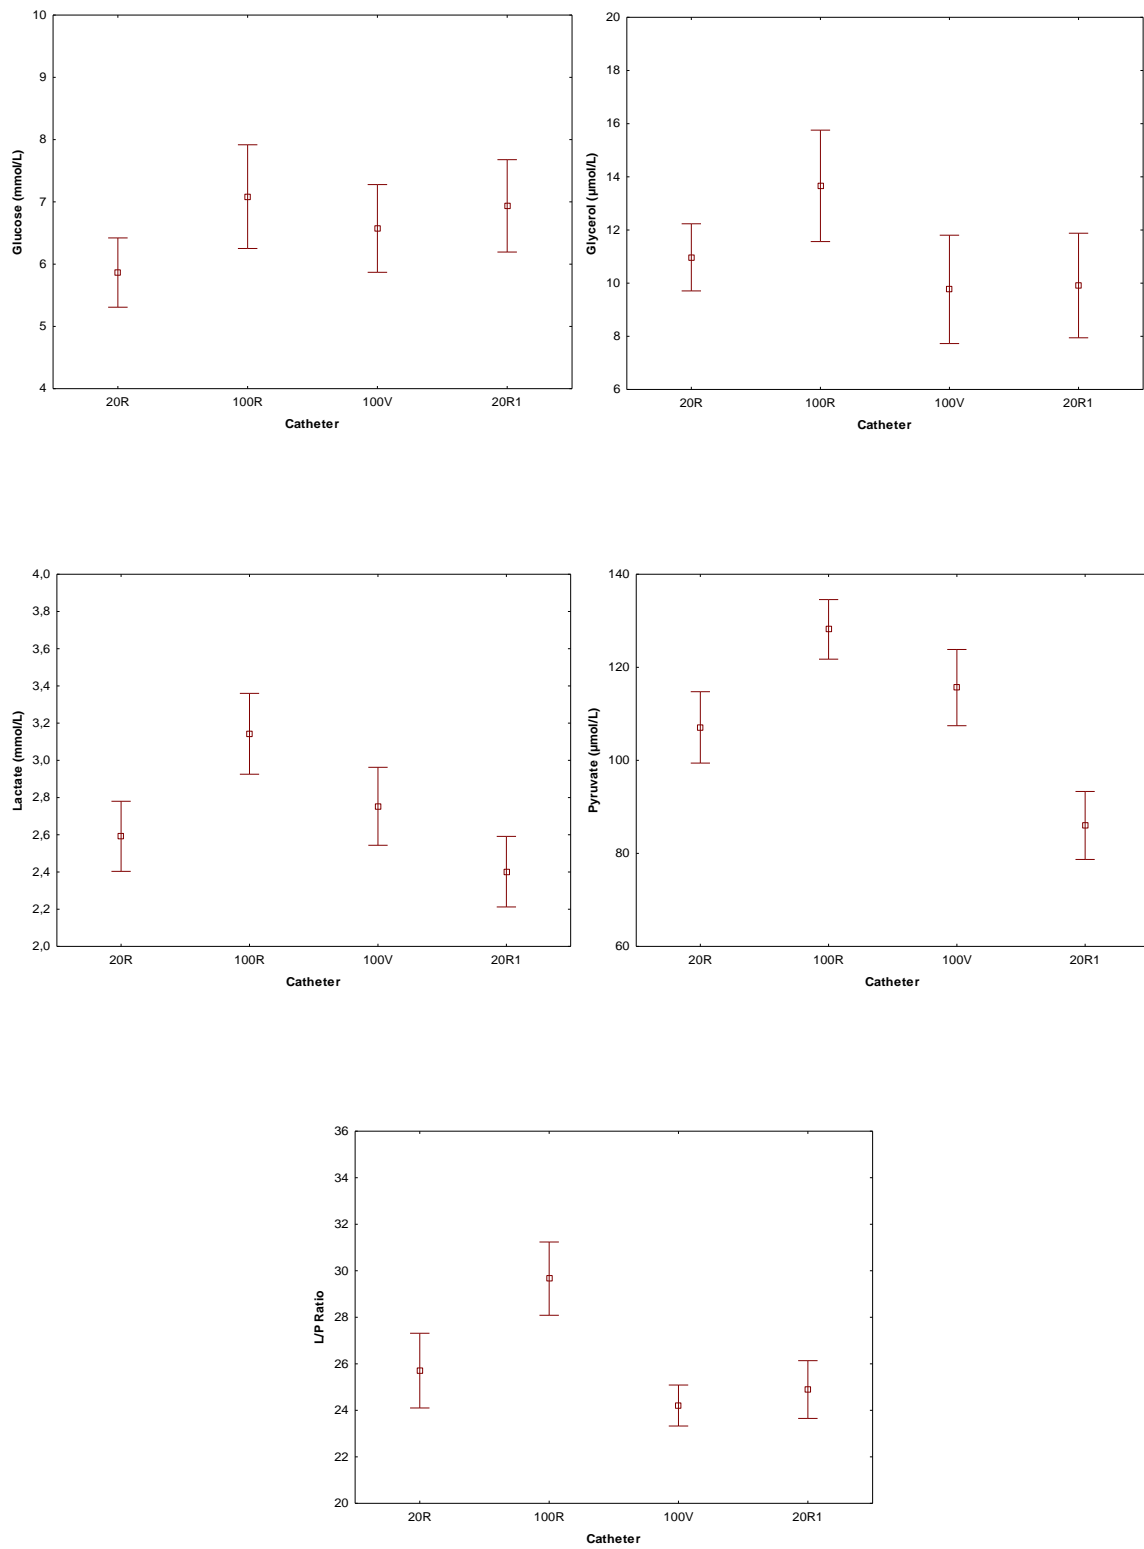 10
9
8
7
6
5
4
Glucose (mmol/L)
20R 100R 100V 20R1
Catheter
20
18
16
14
12
10
8
6
Glycerol (µmol/L)
20R 100R 100V 20R1
Catheter
4,0
3,8
3,6
3,4
3,2
3,0
2,8
2,6
2,4
2,2
2,0
Lactate (mmol/L)
20R 100R 100V 20R1
Catheter
140
120
100
80
60
Pyruvate (µmol/L)
20R 100R 100V 20R1
Catheter
36
34
32
30
28
26
24
22
20
L/P Ratio
20R 100R 100V 20R1
Catheter